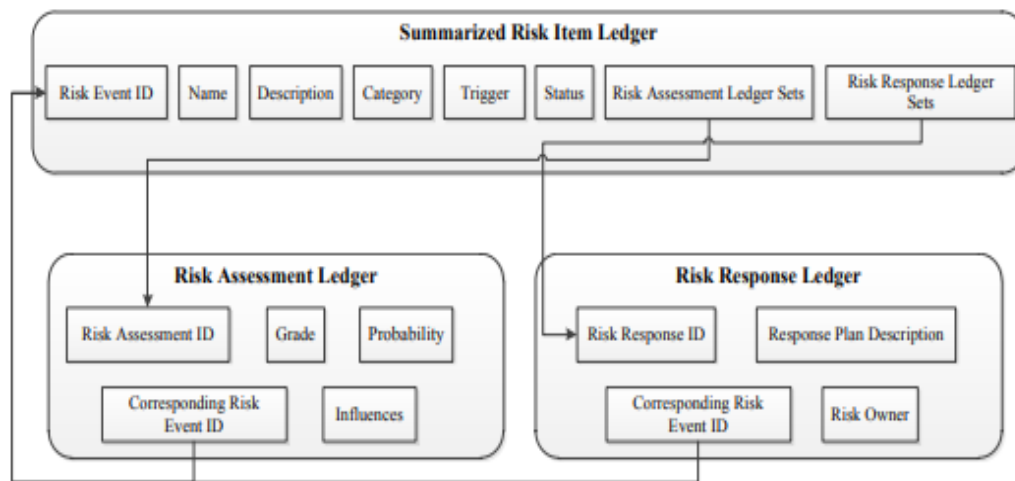 Summarized Risk Item Ledger
Risk Event ID
Name
Description
Category
Trigger
Status
Risk Assessment Ledger Sets
Risk Response Ledger
Sets
Risk Assessment Ledger
Risk Assessment ID
Grade
Probability
Corresponding Risk
Event ID
Influences
Risk Response Ledger
Risk Response ID
Response Plan Description
Corresponding Risk
Event ID
Risk Owner